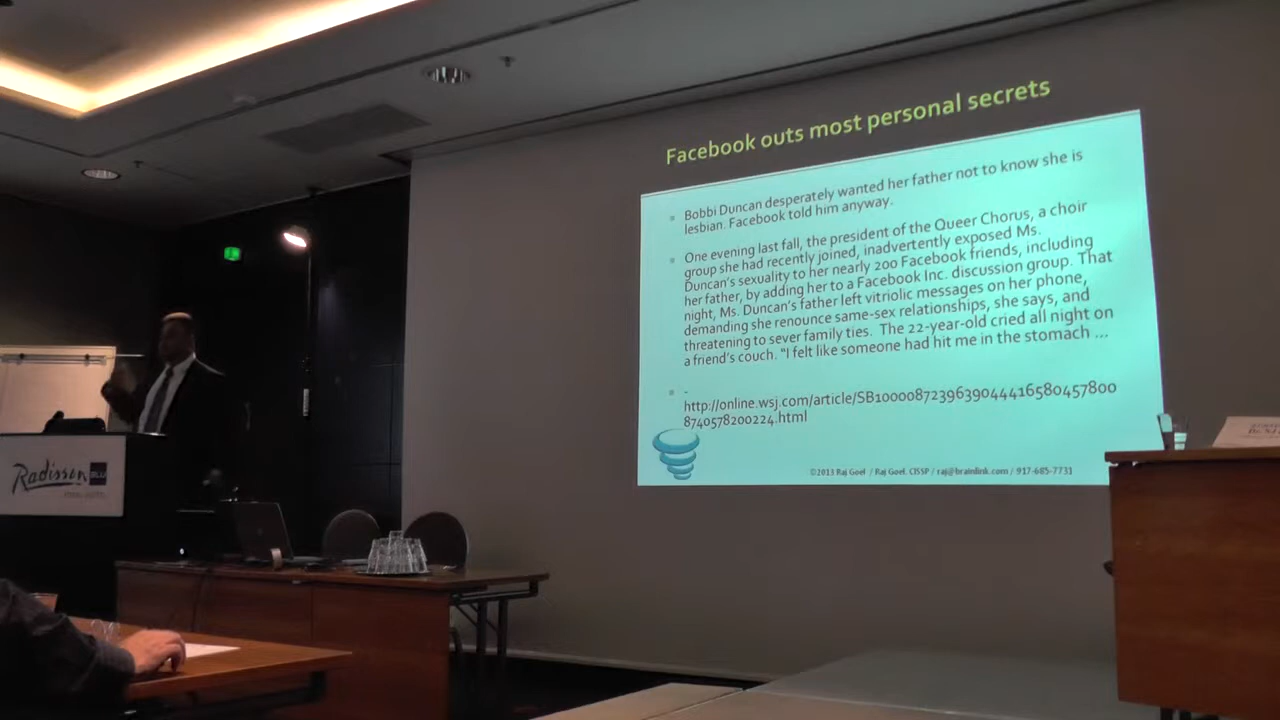 Facebook outs most personal secrets
Bobbi Duncan desperately wanted her father not to know she is
lesbian. Facebook told him anyway.
One evening last fall, the president of the Queer Chorus, a choir
group she had recently joined, inadvertently exposed Ms.
Duncan's sexuality to her nearly 200 Facebook friends, including
her father, by adding her to a Facebook Inc. discussion group. That
night, Ms. Duncan's father left vitriolic messages on her phone,
demanding she renounce same-sex relationships, she says, and
threatening to sever family ties. The 22-year-old cried all night on
a friend's couch. "I felt like someone had hit me in the stomach ...
-
http://online.wsj.com/article/SB1000087239639044416580457800
8740578200224.html
©2013 Raj Goel / Raj Goel, CISSP / raj@brainlink.com / 917-685-7731
Radisson BLU